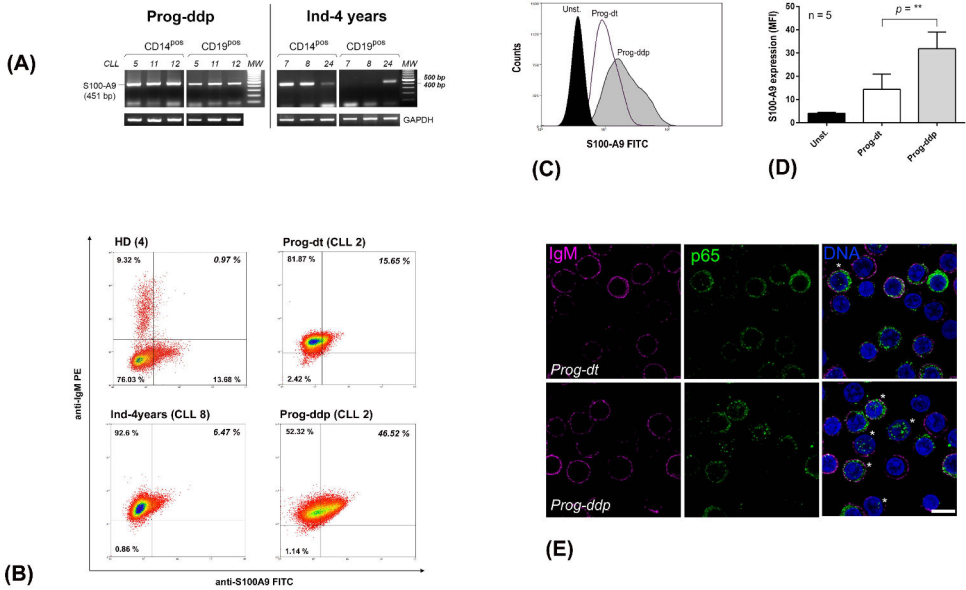 Prog-ddp
Ind-4 years
(A)
CD14pos CD19pos
CD14pos CD19pos
CLL 5 11 12 5 11 12 MW
7 8 24 7 8 24 MW
S100-A9
(451 bp)
500 bp
400 bp
GAPDH
(C)
Counts
Unst.
Prog-dt
Prog-ddp
S100-A9 FITC
(D)
S100-A9 expression (MFI)
n = 5
p = **
50
40
30
20
10
0
Unst.
Prog-dt
Prog-ddp
(B)
anti-IgM PE
HD (4)
9.32 % 0.97 %
76.03 % 13.68 %
Prog-dt (CLL 2)
81.87 % 15.65 %
2.42 %
Ind-4years (CLL 8)
92.6 % 6.47 %
0.86 %
Prog-ddp (CLL 2)
52.32 % 46.52 %
1.14 %
anti-S100A9 FITC
(E)
IgM p65 DNA
*
Prog-dt
* * * * *
Prog-ddp